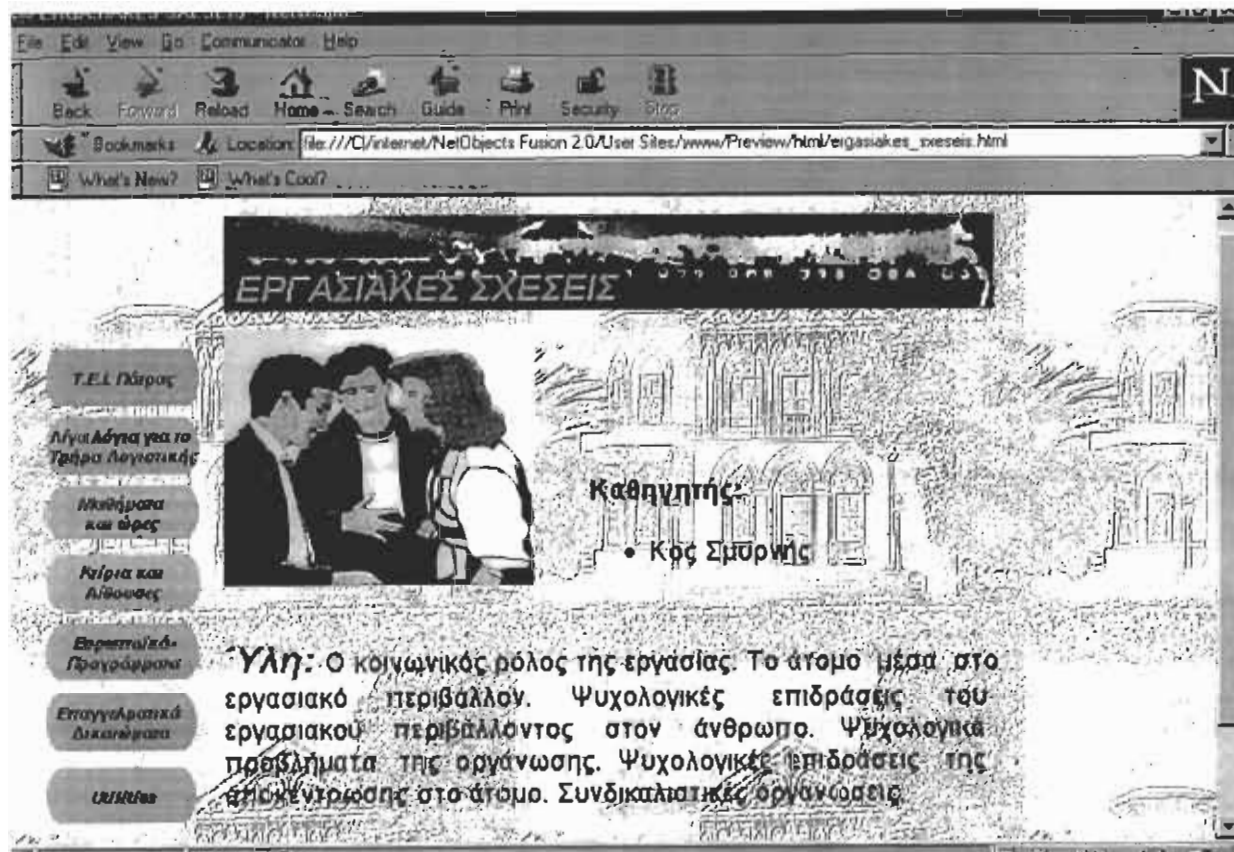 File Edit View Go Communicator Help
Back Forward Reload Home Search Guide Print Security Stop
N
Bookmarks Location: file:///C|/internet/NetObjects Fusion 2.0/User Sites/www/Preview/html/ergasiakes_sxeseis.html
What's New? What's Cool?
ΕΡΓΑΣΙΑΚΕΣ ΣΧΕΣΕΙΣ
Τ.Ε.Ι. Πάτρας
Λίγα Λόγια για το
Τμήμα Λογιστικής
Μαθήματα
και ώρες
Κτίρια και
Αίθουσες
Ευρωπαϊκά
Προγράμματα
Επαγγελματικά
Δικαιώματα
Utilities
Καθηγητής:
• Κος Σμυρνής
Ύλη: Ο κοινωνικός ρόλος της εργασίας. Το άτομο μέσα στο
εργασιακό περιβάλλον. Ψυχολογικές επιδράσεις του
εργασιακού περιβάλλοντος στον άνθρωπο. Ψυχολογικά
προβλήματα της οργάνωσης. Ψυχολογικές επιδράσεις της
αποκέντρωσης στο άτομο. Συνδικαλιστικές οργανώσεις